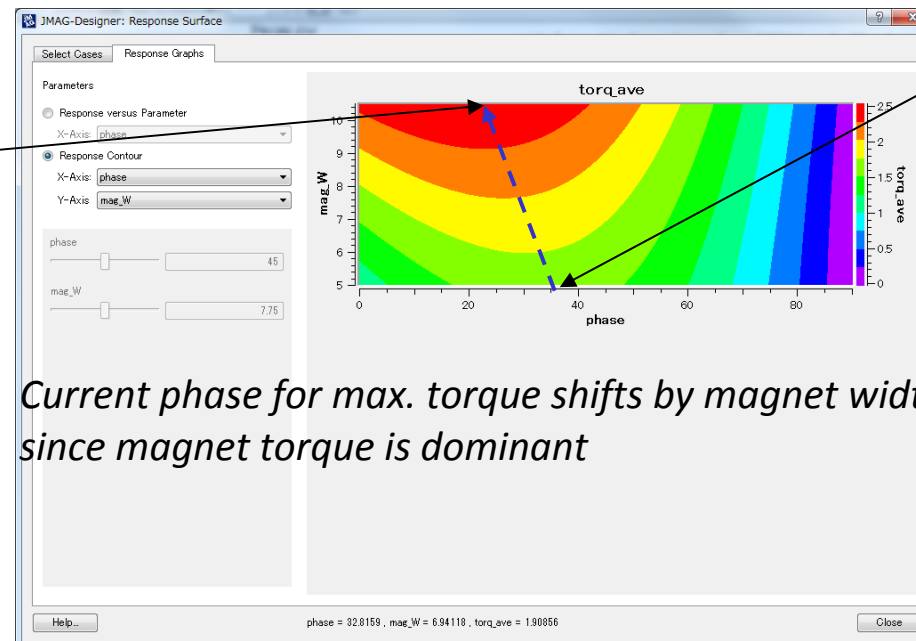 JMAG-Designer: Response Surface
Select Cases Response Graphs
Parameters
Response versus Parameter
X-Axis: phase
Response Contour
X-Axis: phase
Y-Axis mag_W
phase
45
mag_W
7.75
torq_ave
10
9
8
7
6
5
mag_W
0 20 40 60 80
phase
2.5
2
1.5
1
0.5
0
torq_ave
Current phase for max. torque shifts by magnet widt
since magnet torque is dominant
Help...
phase = 32.8159 , mag_W = 6.94118 , torq_ave = 1.90856
Close